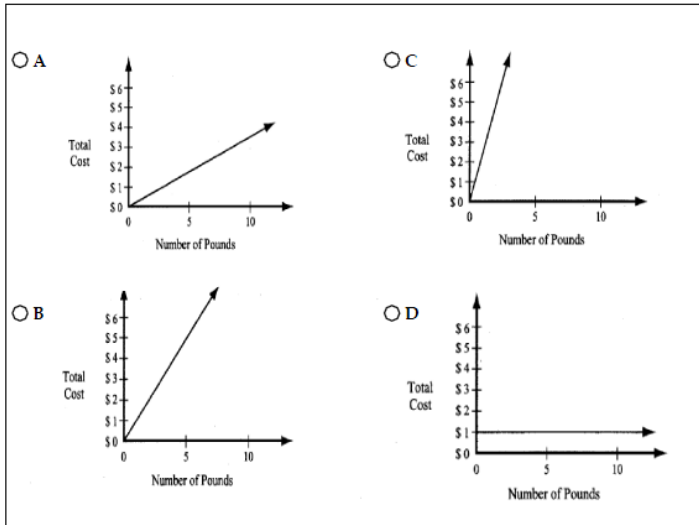 A
$6
$5
$4
$3
$2
$1
$0
Total
Cost
0 5 10
Number of Pounds
C
$6
$5
$4
$3
$2
$1
$0
Total
Cost
0 5 10
Number of Pounds
B
$6
$5
$4
$3
$2
$1
$0
Total
Cost
0 5 10
Number of Pounds
D
$6
$5
$4
$3
$2
$1
$0
Total
Cost
0 5 10
Number of Pounds